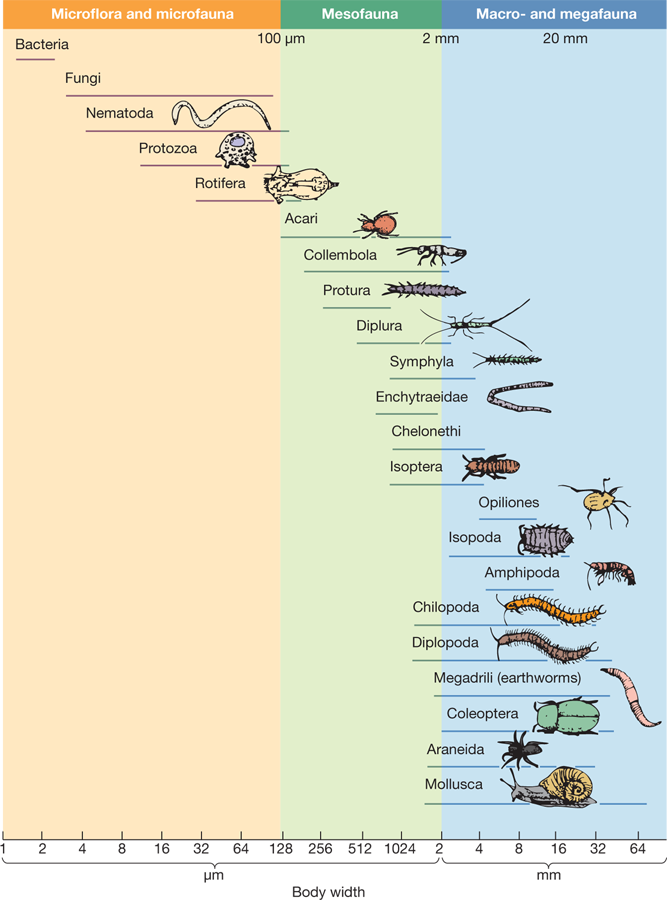 Microflora and microfauna Mesofauna Macro- and megafauna
100 µm 2 mm 20 mm
Bacteria
Fungi
Nematoda
Protozoa
Rotifera
Acari
Collembola
Protura
Diplura
Symphyla
Enchytraeidae
Chelonethi
Isoptera
Opiliones
Isopoda
Amphipoda
Chilopoda
Diplopoda
Megadrili (earthworms)
Coleoptera
Araneida
Mollusca
1 2 4 8 16 32 64 128 256 512 1024 2 4 8 16 32 64
µm mm
Body width